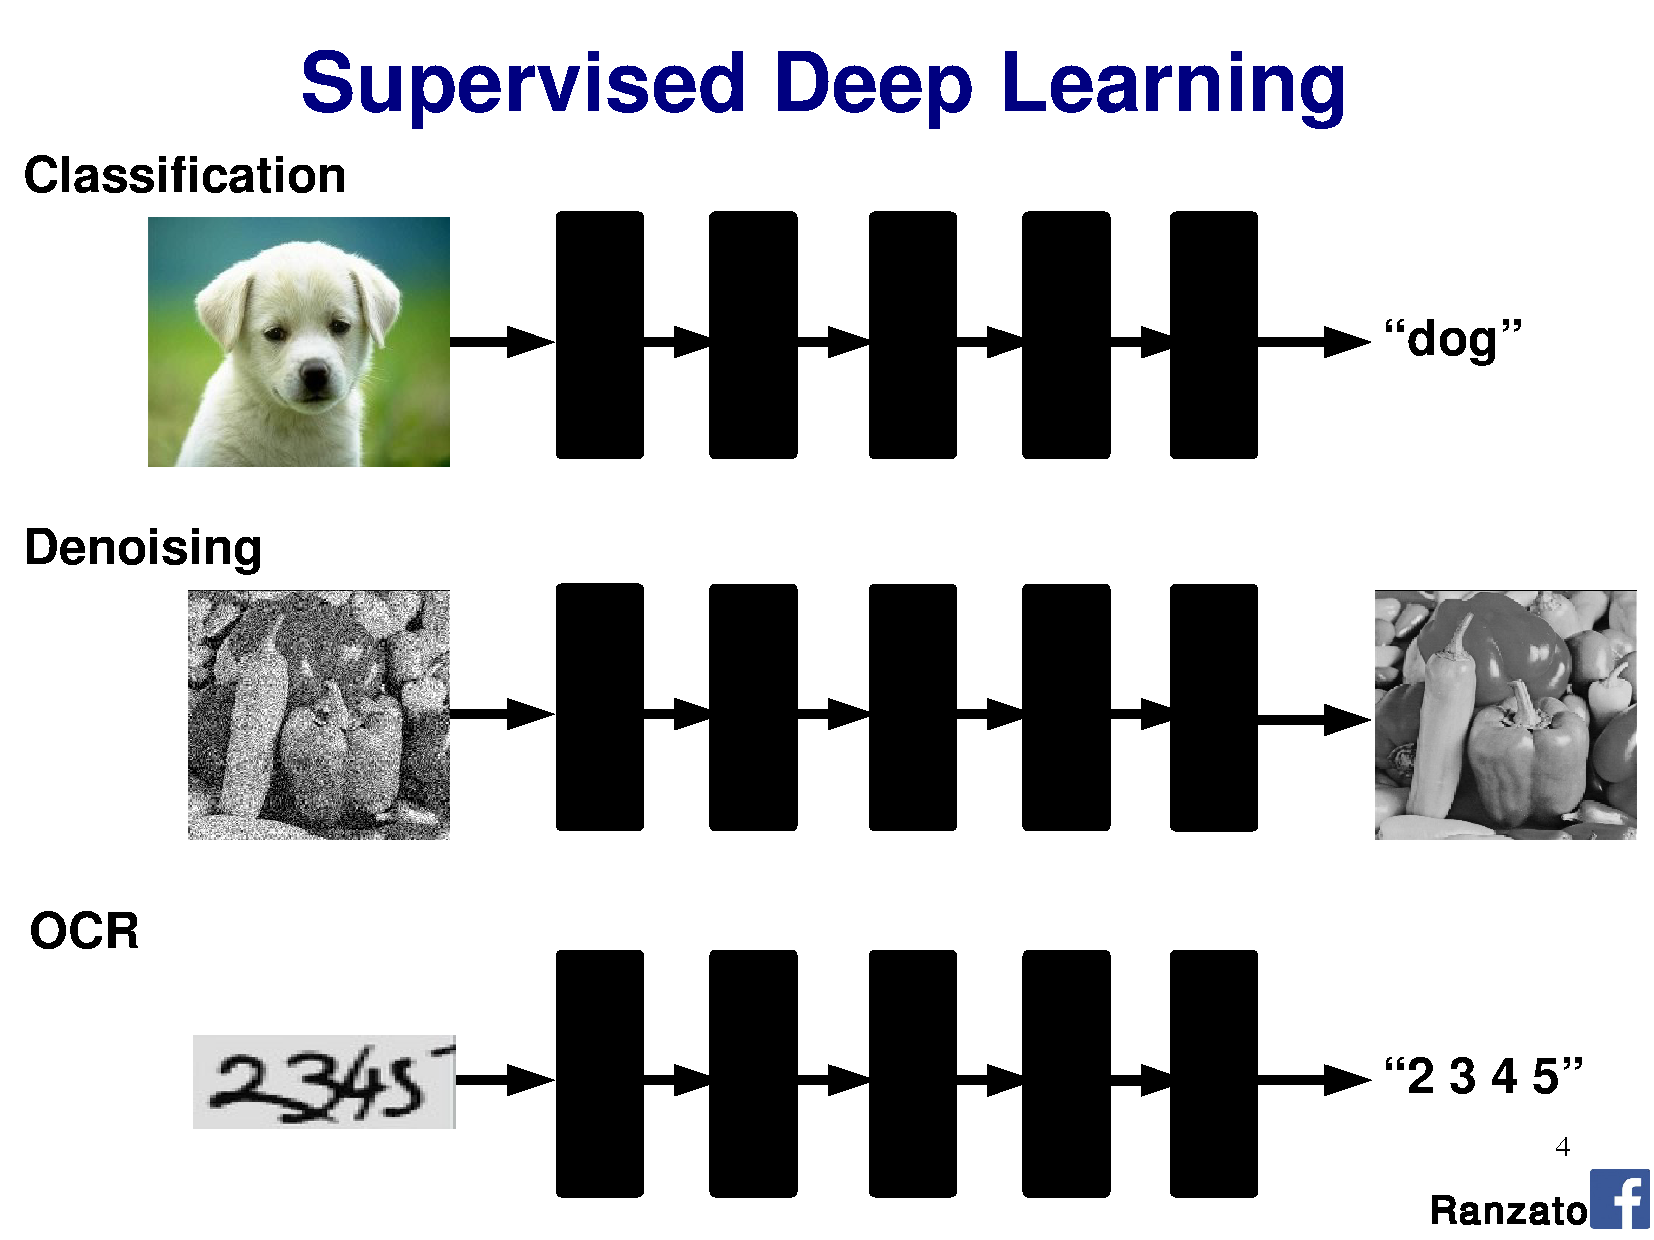 Supervised Deep Learning
Classification
“dog”
Denoising
OCR
2345
“2 3 4 5”
4
Ranzato f